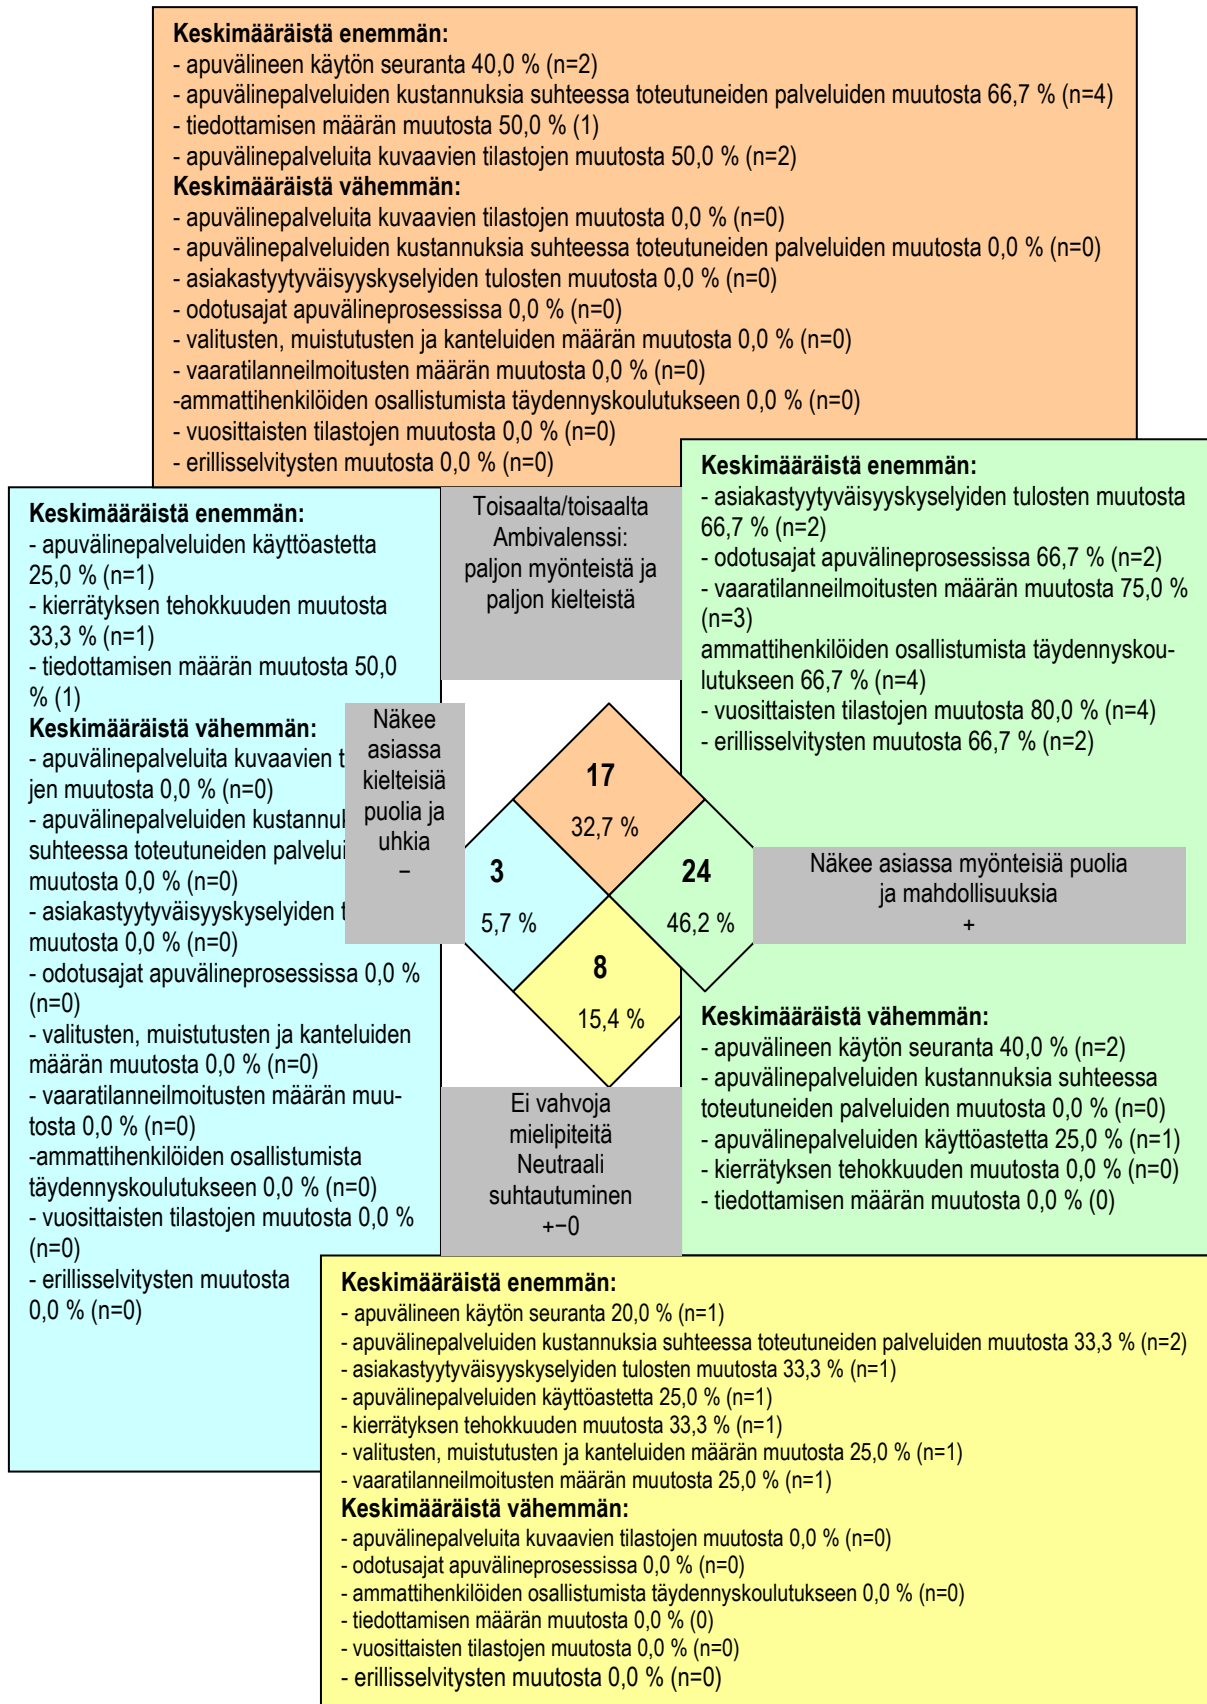 Keskimääräistä enemmän:
- apuvälineen käytön seuranta 40,0 % (n=2)
- apuvälinepalveluiden kustannuksia suhteessa toteutuneiden palveluiden muutosta 66,7 % (n=4)
- tiedottamisen määrän muutosta 50,0 % (1)
- apuvälinepalveluita kuvaavien tilastojen muutosta 50,0 % (n=2)
Keskimääräistä vähemmän:
- apuvälinepalveluita kuvaavien tilastojen muutosta 0,0 % (n=0)
- apuvälinepalveluiden kustannuksia suhteessa toteutuneiden palveluiden muutosta 0,0 % (n=0)
- asiakastyytyväisyyskyselyiden tulosten muutosta 0,0 % (n=0)
- odotusajat apuvälineprosessissa 0,0 % (n=0)
- valitusten, muistutusten ja kanteluiden määrän muutosta 0,0 % (n=0)
- vaaratilanneilmoitusten määrän muutosta 0,0 % (n=0)
-ammattihenkilöiden osallistumista täydennyskoulutukseen 0,0 % (n=0)
- vuosittaisten tilastojen muutosta 0,0 % (n=0)
- erillisselvitysten muutosta 0,0 % (n=0)
Keskimääräistä enemmän:
- apuvälinepalveluiden käyttöastetta
25,0 % (n=1)
- kierrätyksen tehokkuuden muutosta
33,3 % (n=1)
- tiedottamisen määrän muutosta 50,0
% (1)
Keskimääräistä vähemmän:
- apuvälinepalveluita kuvaavien t
jen muutosta 0,0 % (n=0)
- apuvälinepalveluiden kustannuk
suhteessa toteutuneiden palvelui
muutosta 0,0 % (n=0)
- asiakastyytyväisyyskyselyiden t
muutosta 0,0 % (n=0)
- odotusajat apuvälineprosessissa 0,0 %
(n=0)
- valitusten, muistutusten ja kanteluiden
määrän muutosta 0,0 % (n=0)
- vaaratilanneilmoitusten määrän muu-
tosta 0,0 % (n=0)
-ammattihenkilöiden osallistumista
täydennyskoulutukseen 0,0 % (n=0)
- vuosittaisten tilastojen muutosta 0,0 %
(n=0)
- erillisselvitysten muutosta
0,0 % (n=0)
Toisaalta/toisaalta
Ambivalenssi:
paljon myönteistä ja
paljon kielteistä
Näkee
asiassa
kielteisiä
puolia ja
uhkia
−
17
32,7 %
3
5,7 %
24
46,2 %
8
15,4 %
Näkee asiassa myönteisiä puolia
ja mahdollisuuksia
+
Ei vahvoja
mielipiteitä
Neutraali
suhtautuminen
+−0
Keskimääräistä enemmän:
- asiakastyytyväisyyskyselyiden tulosten muutosta
66,7 % (n=2)
- odotusajat apuvälineprosessissa 66,7 % (n=2)
- vaaratilanneilmoitusten määrän muutosta 75,0 %
(n=3)
ammattihenkilöiden osallistumista täydennyskou-
lutukseen 66,7 % (n=4)
- vuosittaisten tilastojen muutosta 80,0 % (n=4)
- erillisselvitysten muutosta 66,7 % (n=2)
Keskimääräistä vähemmän:
- apuvälineen käytön seuranta 40,0 % (n=2)
- apuvälinepalveluiden kustannuksia suhteessa
toteutuneiden palveluiden muutosta 0,0 % (n=0)
- apuvälinepalveluiden käyttöastetta 25,0 % (n=1)
- kierrätyksen tehokkuuden muutosta 0,0 % (n=0)
- tiedottamisen määrän muutosta 0,0 % (0)
Keskimääräistä enemmän:
- apuvälineen käytön seuranta 20,0 % (n=1)
- apuvälinepalveluiden kustannuksia suhteessa toteutuneiden palveluiden muutosta 33,3 % (n=2)
- asiakastyytyväisyyskyselyiden tulosten muutosta 33,3 % (n=1)
- apuvälinepalveluiden käyttöastetta 25,0 % (n=1)
- kierrätyksen tehokkuuden muutosta 33,3 % (n=1)
- valitusten, muistutusten ja kanteluiden määrän muutosta 25,0 % (n=1)
- vaaratilanneilmoitusten määrän muutosta 25,0 % (n=1)
Keskimääräistä vähemmän:
- apuvälinepalveluita kuvaavien tilastojen muutosta 0,0 % (n=0)
- odotusajat apuvälineprosessissa 0,0 % (n=0)
- ammattihenkilöiden osallistumista täydennyskoulutukseen 0,0 % (n=0)
- tiedottamisen määrän muutosta 0,0 % (0)
- vuosittaisten tilastojen muutosta 0,0 % (n=0)
- erillisselvitysten muutosta 0,0 % (n=0)